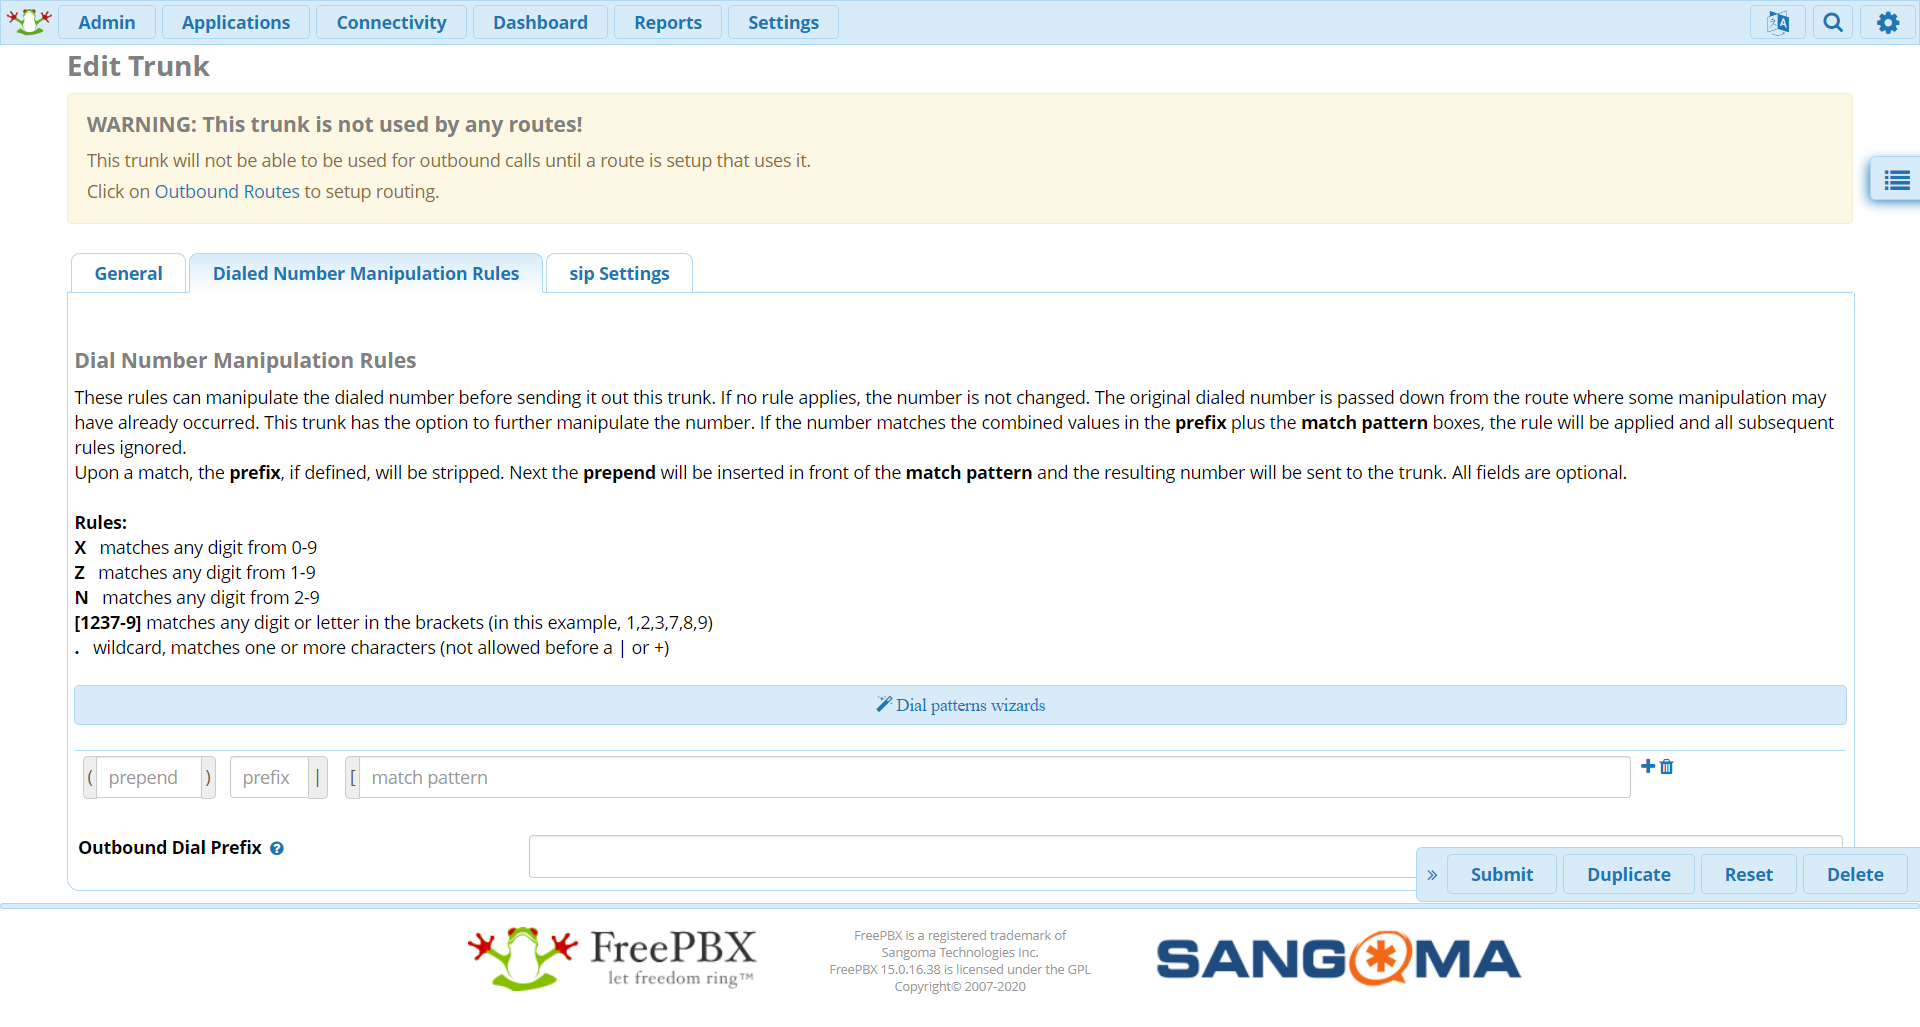 Admin Applications Connectivity Dashboard Reports Settings
Edit Trunk
WARNING: This trunk is not used by any routes!
This trunk will not be able to be used for outbound calls until a route is setup that uses it.
Click on Outbound Routes to setup routing.
General Dialed Number Manipulation Rules sip Settings
Dial Number Manipulation Rules
These rules can manipulate the dialed number before sending it out this trunk. If no rule applies, the number is not changed. The original dialed number is passed down from the route where some manipulation may
have already occurred. This trunk has the option to further manipulate the number. If the number matches the combined values in the prefix plus the match pattern boxes, the rule will be applied and all subsequent
rules ignored.
Upon a match, the prefix, if defined, will be stripped. Next the prepend will be inserted in front of the match pattern and the resulting number will be sent to the trunk. All fields are optional.
Rules:
X matches any digit from 0-9
Z matches any digit from 1-9
N matches any digit from 2-9
[1237-9] matches any digit or letter in the brackets (in this example, 1,2,3,7,8,9)
. wildcard, matches one or more characters (not allowed before a | or +)
Dial patterns wizards
( prepend ) prefix | [ match pattern
Outbound Dial Prefix
» Submit Duplicate Reset Delete
FreePBX
let freedom ring™
FreePBX is a registered trademark of
Sangoma Technologies Inc.
FreePBX 15.0.16.38 is licensed under the GPL
Copyright© 2007-2020
SANGOMA